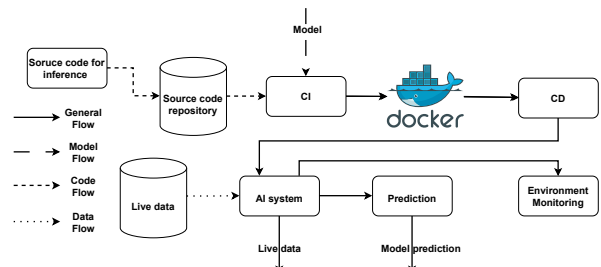 Model
Soruce code for
inference
Source code
repository
CI
docker
CD
General
Flow
Model
Flow
Code
Flow
Data
Flow
Live data
AI system
Prediction
Environment
Monitoring
Live data
Model prediction